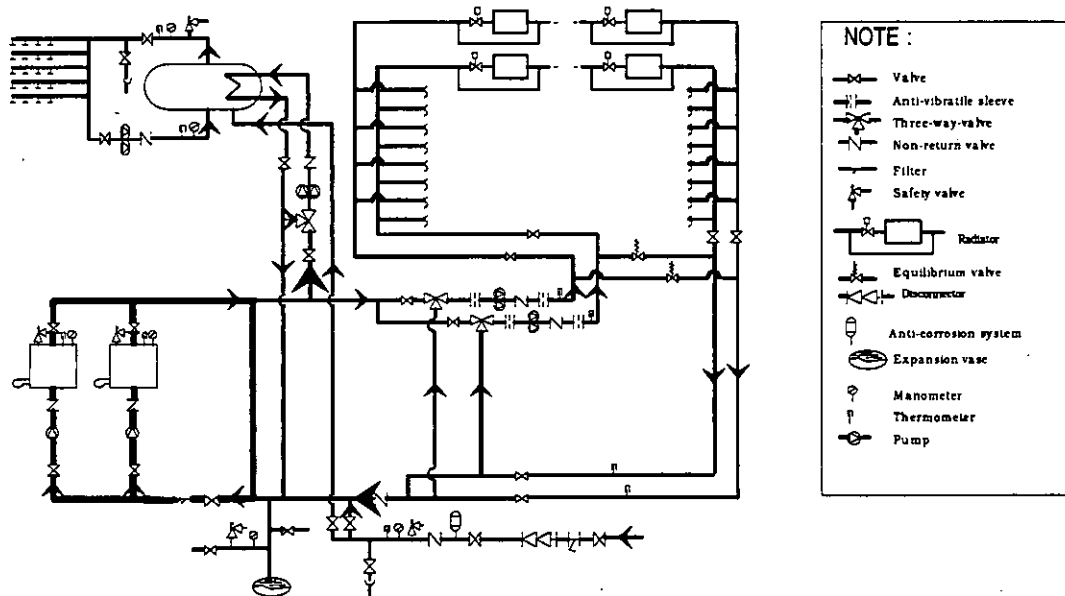 NOTE :
Valve
Anti-vibratile sleeve
Three-way-valve
Non-return valve
Filter
Safety valve
Radiator
Equilibrium valve
Disconnector
Anti-corrosion system
Expansion vase
Manometer
Thermometer
Pump